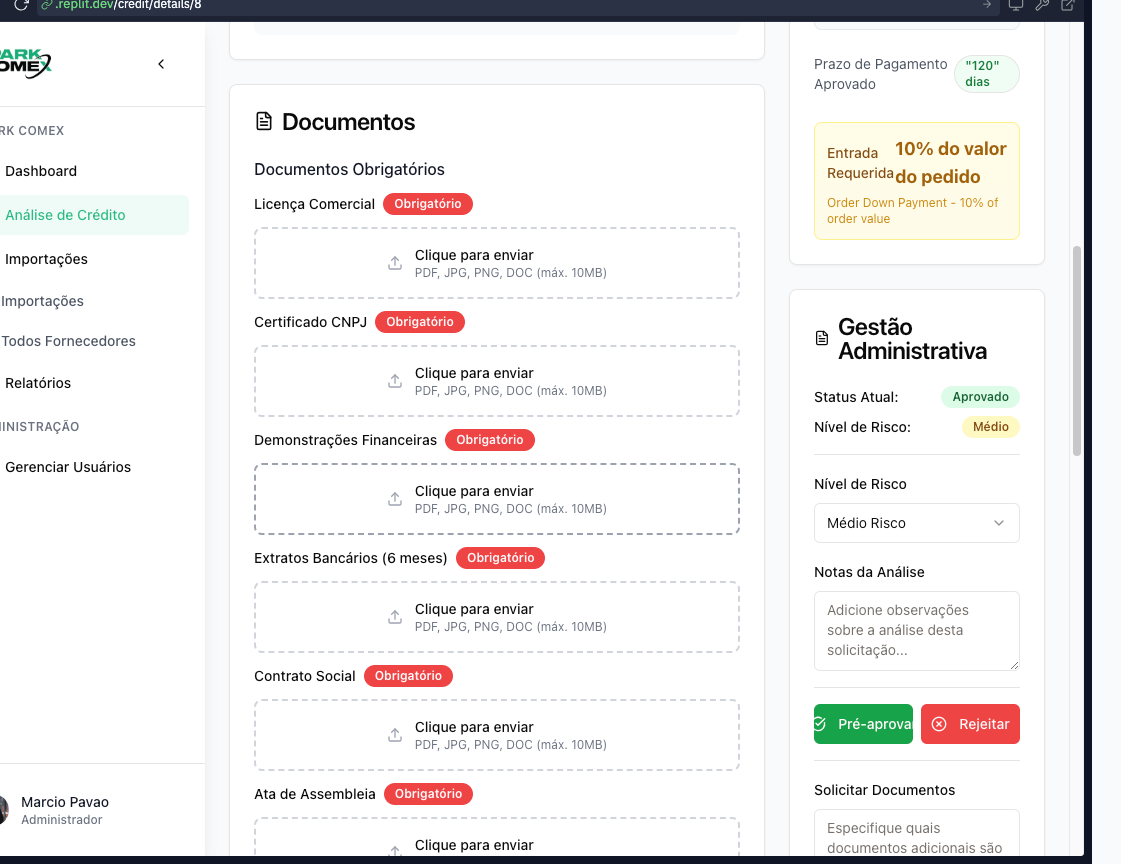 .replit.dev/credit/details/8
PARK
COMEX
RK COMEX
Dashboard
Análise de Crédito
Importações
Importações
Todos Fornecedores
Relatórios
INISTRAÇÃO
Gerenciar Usuários
Marcio Pavao
Administrador
Documentos
Documentos Obrigatórios
Licença Comercial Obrigatório
Clique para enviar
PDF, JPG, PNG, DOC (máx. 10MB)
Certificado CNPJ Obrigatório
Clique para enviar
PDF, JPG, PNG, DOC (máx. 10MB)
Demonstrações Financeiras Obrigatório
Clique para enviar
PDF, JPG, PNG, DOC (máx. 10MB)
Extratos Bancários (6 meses) Obrigatório
Clique para enviar
PDF, JPG, PNG, DOC (máx. 10MB)
Contrato Social Obrigatório
Clique para enviar
PDF, JPG, PNG, DOC (máx. 10MB)
Ata de Assembleia Obrigatório
Clique para enviar
Prazo de Pagamento
Aprovado
"120"
dias
Entrada
Requerida
10% do valor
do pedido
Order Down Payment - 10% of
order value
Gestão
Administrativa
Status Atual: Aprovado
Nível de Risco: Médio
Nível de Risco
Médio Risco
Notas da Análise
Adicione observações
sobre a análise desta
solicitação...
Pré-aprovar Rejeitar
Solicitar Documentos
Especifique quais
documentos adicionais são